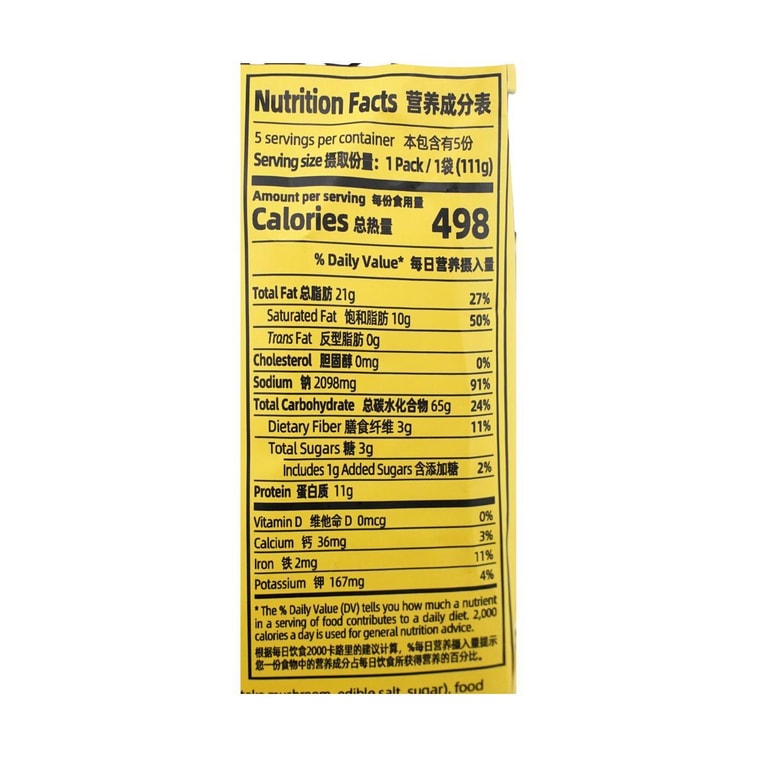 Nutrition Facts 营养成分表
5 servings per container 本包含有5份
Serving size 摄取份量：1 Pack / 1袋 (111g)
Amount per serving 每份食用量
Calories 总热量 498
% Daily Value* 每日营养摄入量
Total Fat 总脂肪 21g 27%
Saturated Fat 饱和脂肪 10g 50%
Trans Fat 反型脂肪 0g
Cholesterol 胆固醇 0mg 0%
Sodium 钠 2098mg 91%
Total Carbohydrate 总碳水化合物 65g 24%
Dietary Fiber 膳食纤维 3g 11%
Total Sugars 糖 3g
Includes 1g Added Sugars 含添加糖 2%
Protein 蛋白质 11g
Vitamin D 维他命 D 0mcg 0%
Calcium 钙 36mg 3%
Iron 铁 2mg 11%
Potassium 钾 167mg 4%
* The % Daily Value (DV) tells you how much a nutrient
in a serving of food contributes to a daily diet. 2,000
calories a day is used for general nutrition advice.
根据每日饮食2000卡路里的建议计算，%每日营养摄入量提示
您一份食物中的营养成分占每日饮食所获得营养的百分比。
mushroom, edible salt, sugar), food